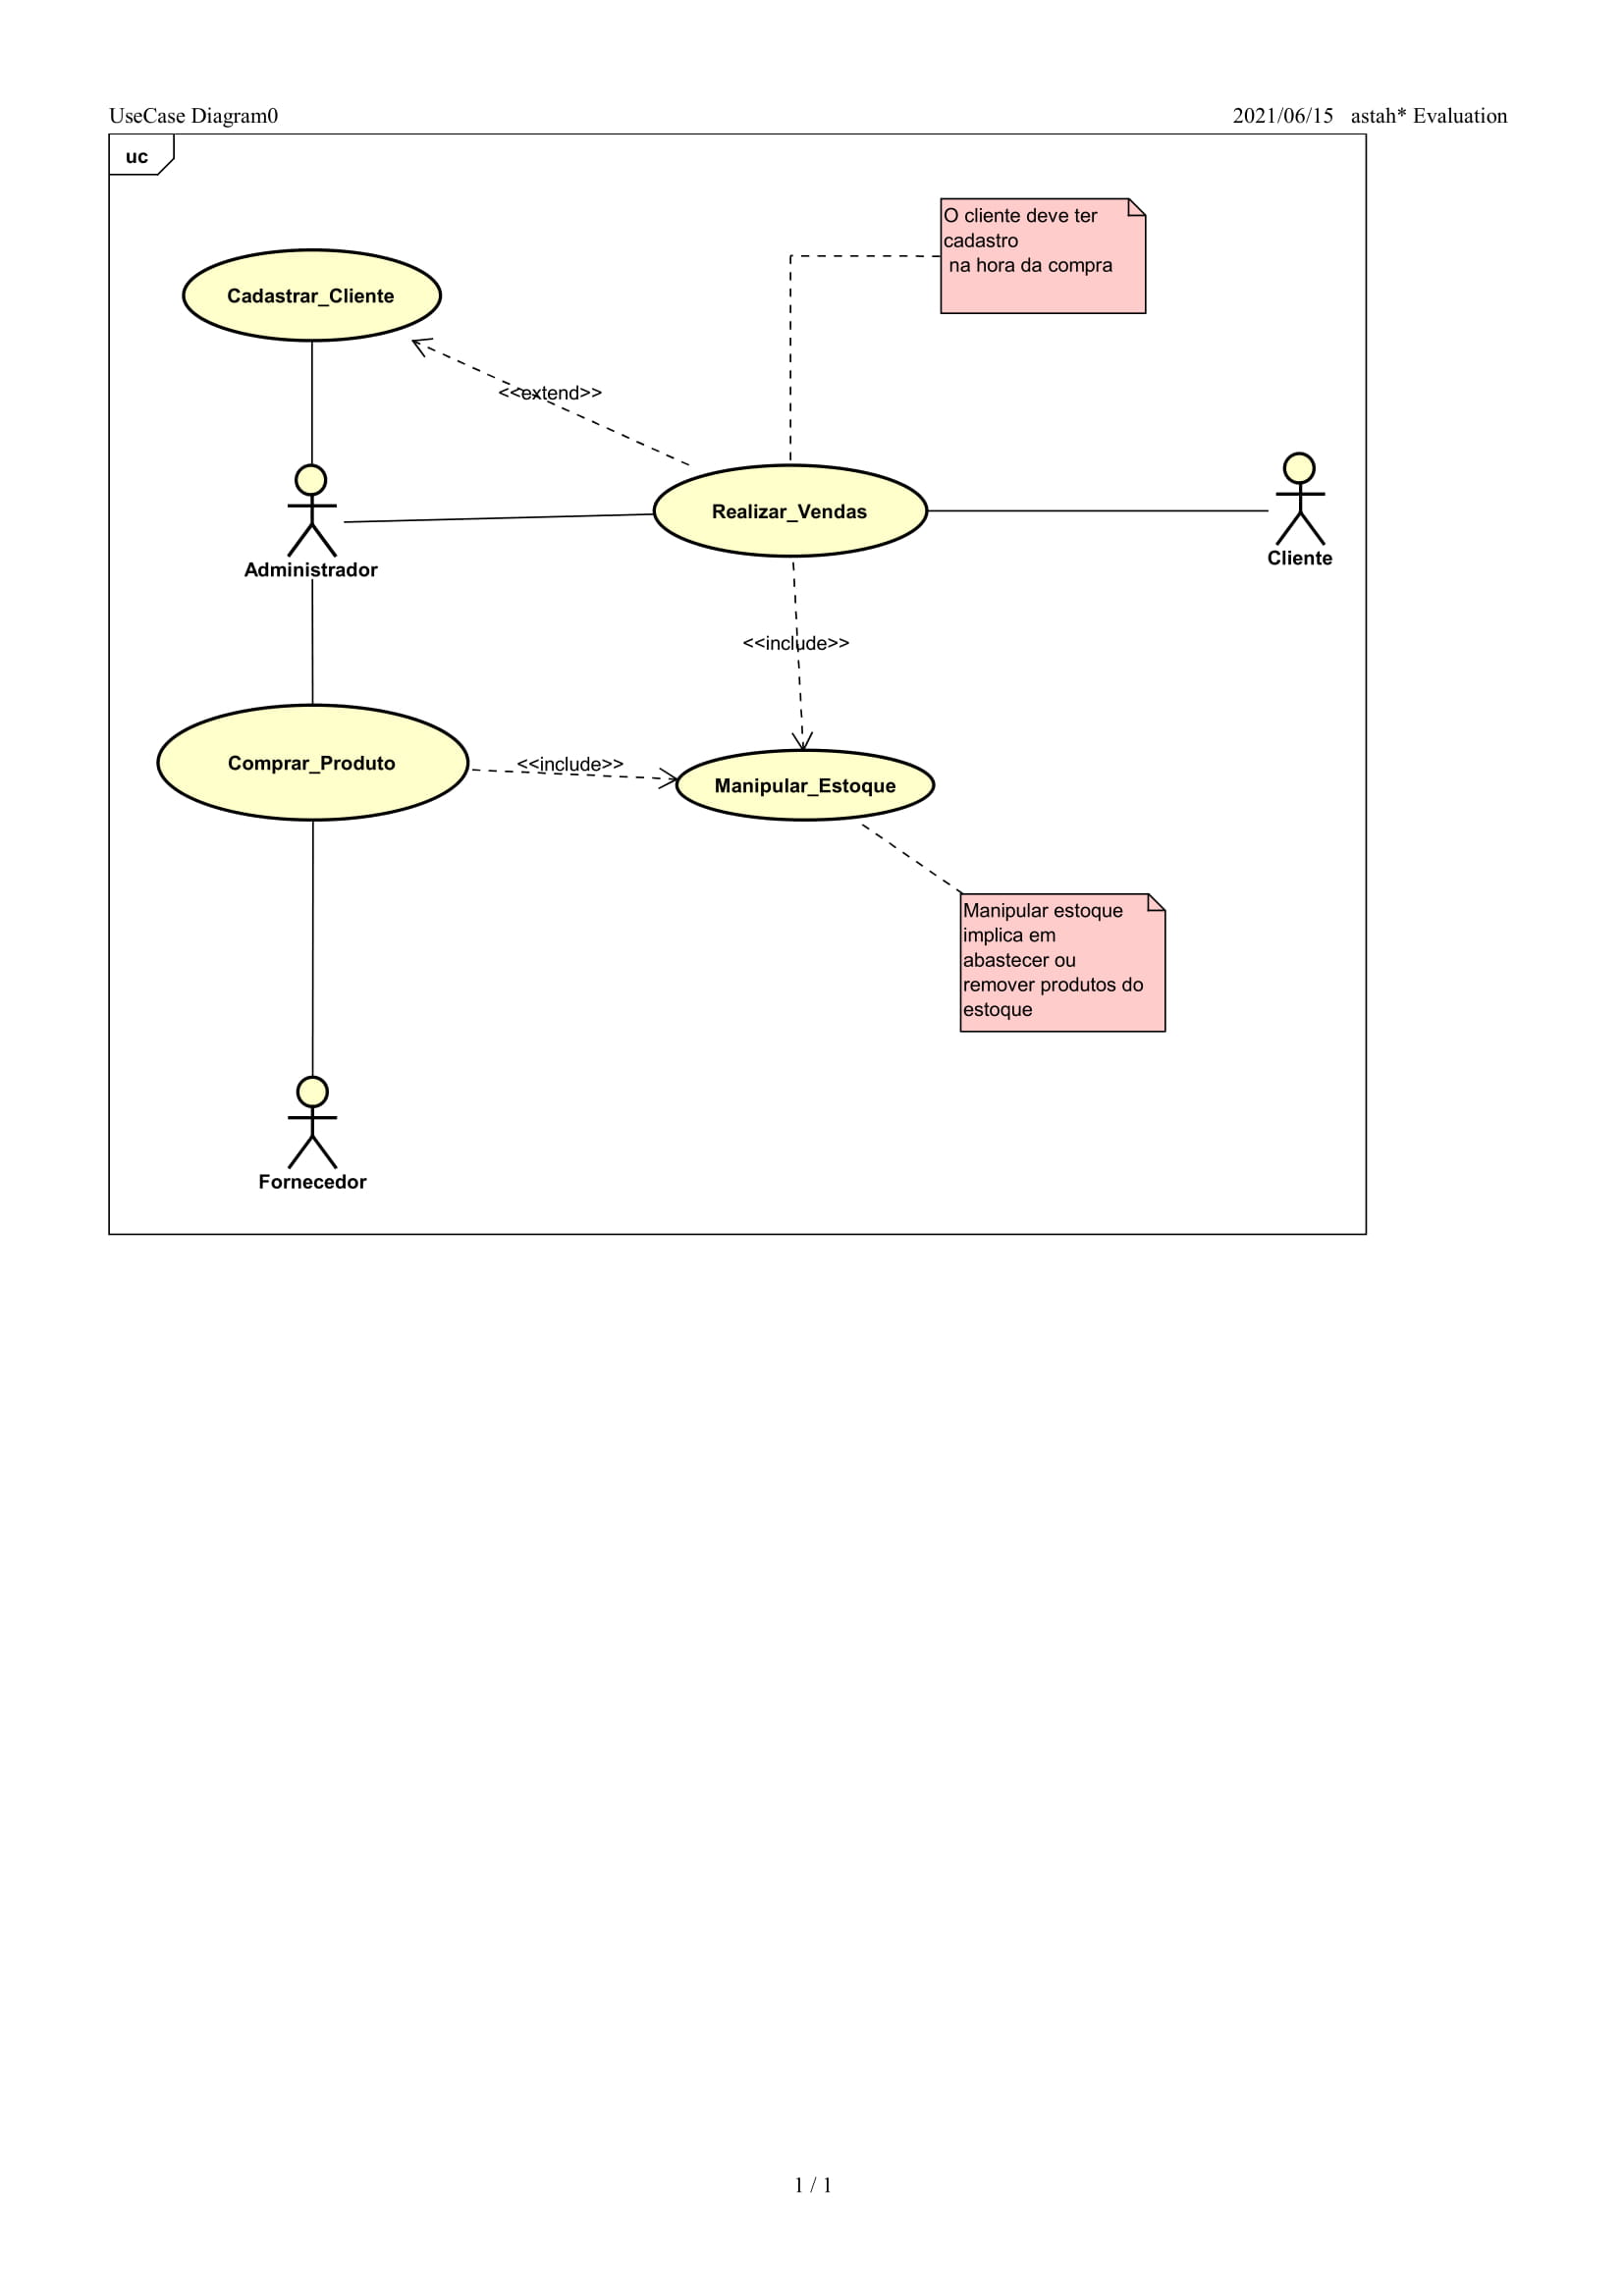 UseCase Diagram0
2021/06/15 astah* Evaluation
uc
O cliente deve ter
cadastro
na hora da compra
Cadastrar_Cliente
<<extend>>
Realizar_Vendas
Cliente
Administrador
<<include>>
Comprar_Produto
<<include>>
Manipular_Estoque
Manipular estoque
implica em
abastecer ou
remover produtos do
estoque
Fornecedor
1 / 1